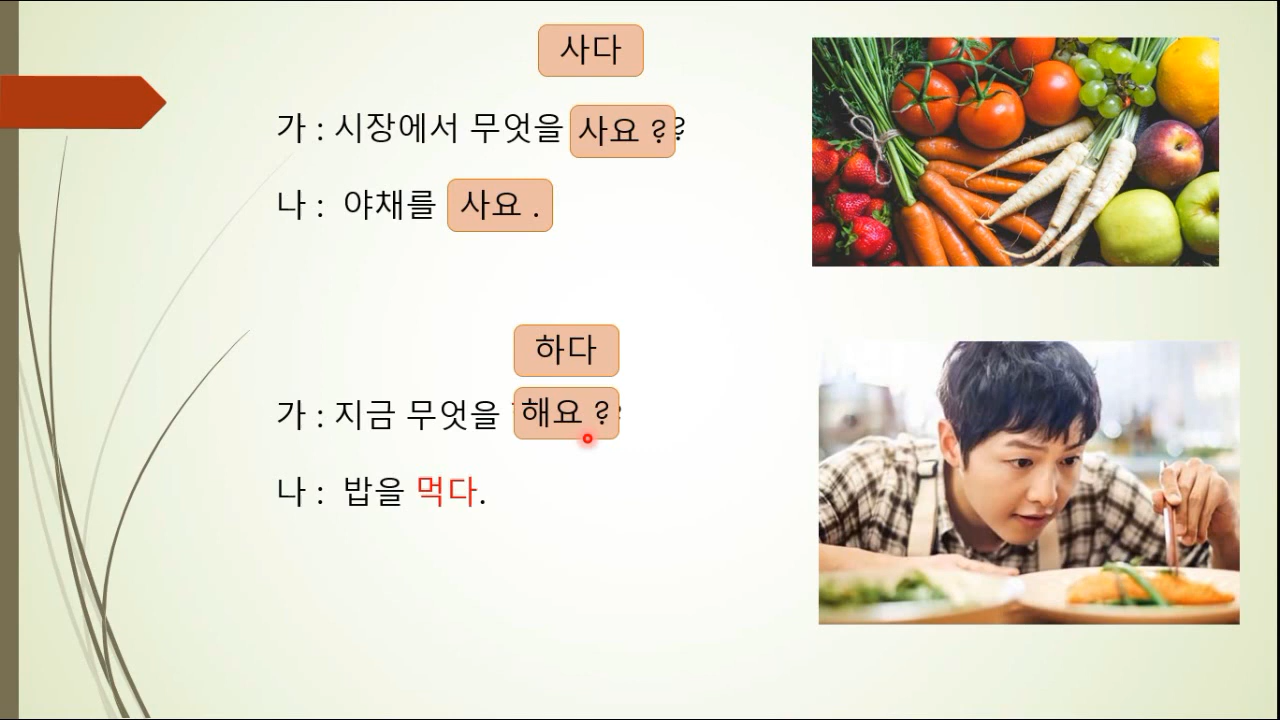 사다
가 : 시장에서 무엇을 사요 ??
나 : 야채를 사요 .
하다
가 : 지금 무엇을 해요 ?
나 : 밥을 먹다.